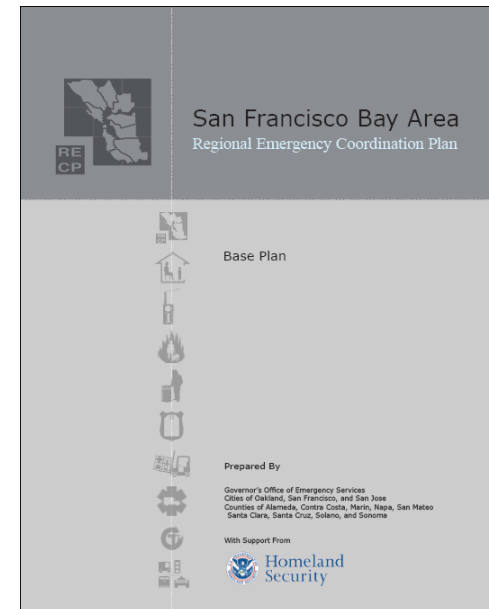 RE
CP
San Francisco Bay Area
Regional Emergency Coordination Plan
Base Plan
Prepared By
Governor's Office of Emergency Services
Cities of Oakland, San Francisco, and San Jose
Counties of Alameda, Contra Costa, Marin, Napa, San Mateo
Santa Clara, Santa Cruz, Solano, and Sonoma
With Support From
Homeland
Security